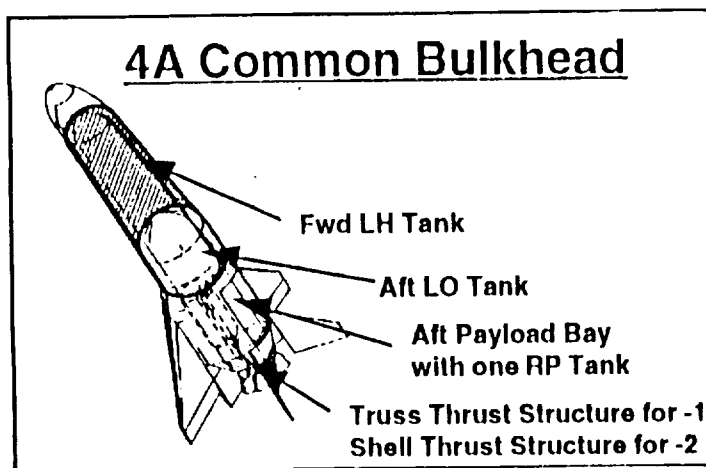 4A Common Bulkhead
Fwd LH Tank
Aft LO Tank
Aft Payload Bay
with one RP Tank
Truss Thrust Structure for -1
Shell Thrust Structure for -2